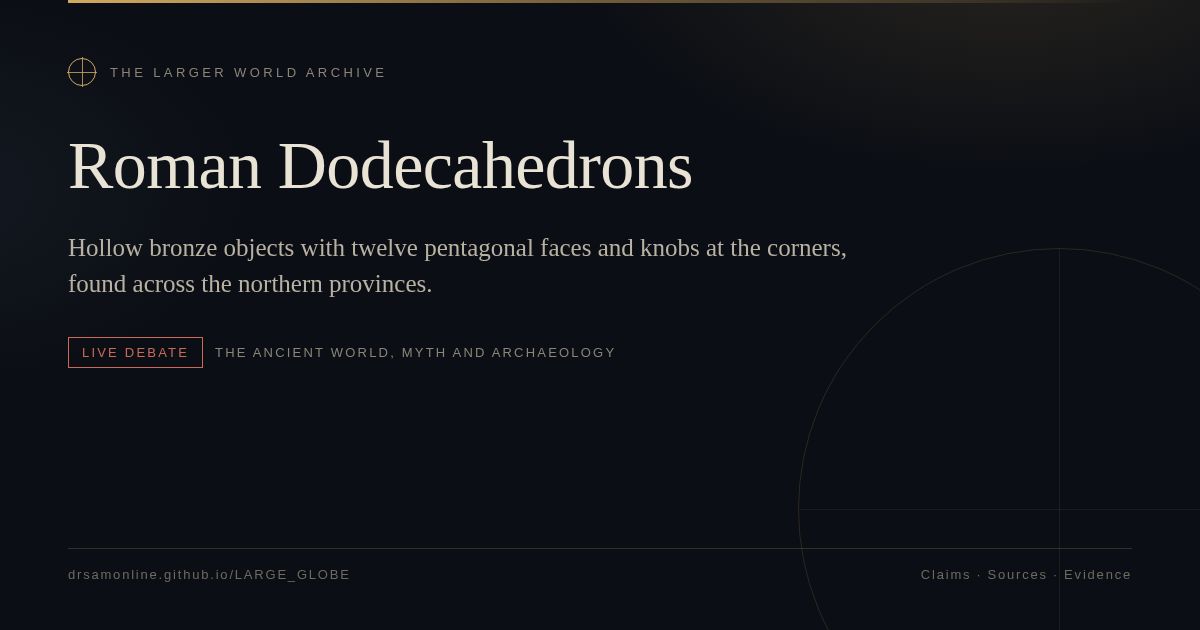 THE LARGER WORLD ARCHIVE
Roman Dodecahedrons
Hollow bronze objects with twelve pentagonal faces and knobs at the corners,
found across the northern provinces.
LIVE DEBATE THE ANCIENT WORLD, MYTH AND ARCHAEOLOGY
drsamonline.github.io/LARGE_GLOBE Claims · Sources · Evidence